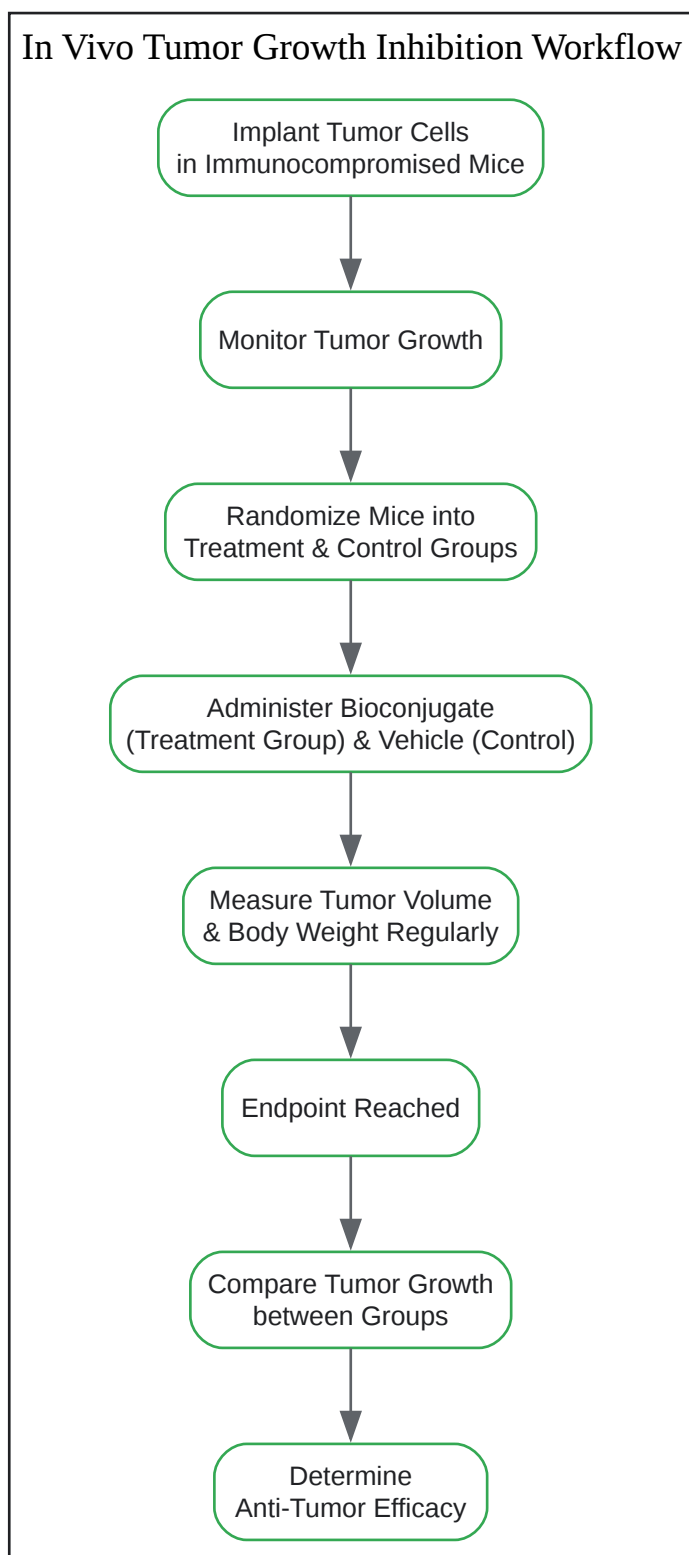 In Vivo Tumor Growth Inhibition Workflow
Implant Tumor Cells
in Immunocompromised Mice
Monitor Tumor Growth
Randomize Mice into
Treatment & Control Groups
Administer Bioconjugate
(Treatment Group) & Vehicle (Control)
Measure Tumor Volume
& Body Weight Regularly
Endpoint Reached
Compare Tumor Growth
between Groups
Determine
Anti-Tumor Efficacy